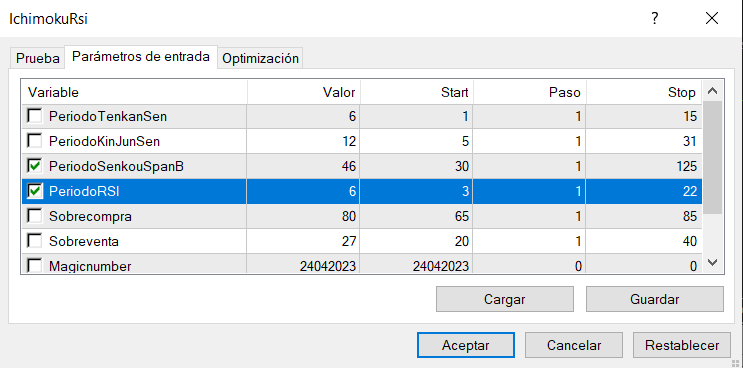 IchimokuRsi ?
Prueba Parámetros de entrada Optimización
Variable Valor Start Paso Stop
PeriodoTenkanSen 6 1 1 15
PeriodoKinJunSen 12 5 1 31
PeriodoSenkouSpanB 46 30 1 125
PeriodoRSI 6 3 1 22
Sobrecompra 80 65 1 85
Sobreventa 27 20 1 40
Magicnumber 24042023 24042023 0 0
Cargar Guardar
Aceptar Cancelar Restablecer